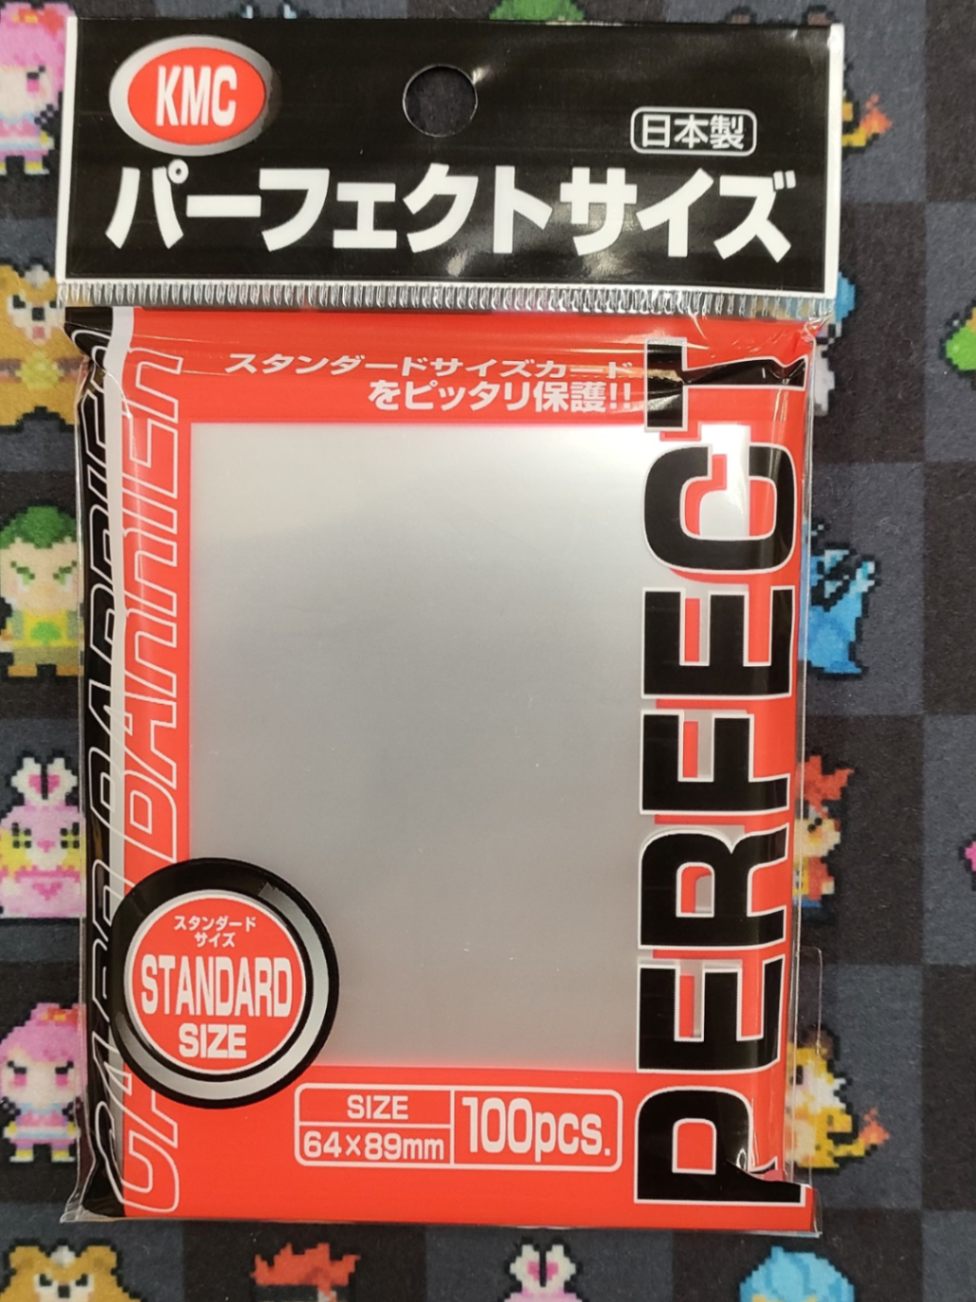 KMC
日本製
パーフェクトサイズ
スタンダードサイズカード
をピッタリ保護!!
PERFECT
CARD BARRIER
スタンダード
サイズ
STANDARD
SIZE
SIZE
64×89mm
100pcs.